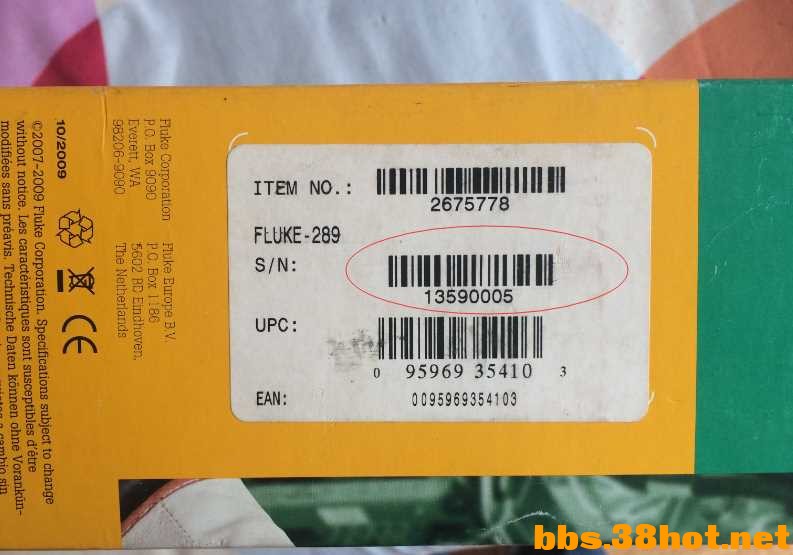 ITEM NO.:
2675778
FLUKE-289
S/N:
13590005
UPC:
0 95969 35410 3
EAN: 0095969354103
Fluke Corporation
P.O. Box 9090
Everett, WA
98206-9090
Fluke Europe B.V.
P.O. Box 1186
5602 BD Eindhoven,
The Netherlands
10/2009
©2007-2009 Fluke Corporation. Specifications subject to change
without notice. Les caractéristiques sont susceptibles d'être
modifiées sans préavis. Technische Daten können ohne Vorankün-
CE
bbs.38hot.net